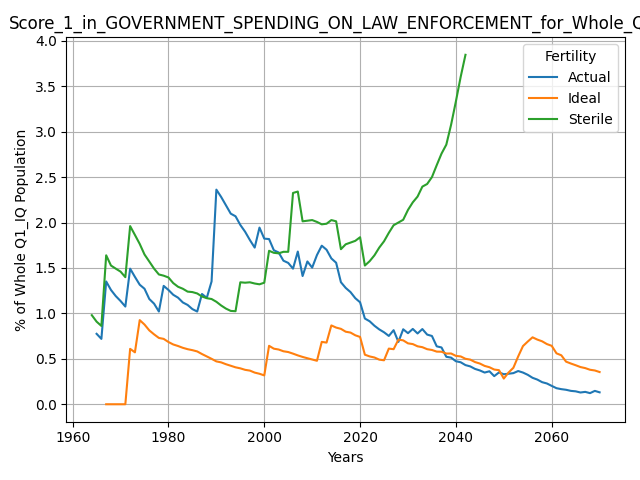 Score_1_in_GOVERNMENT_SPENDING_ON_LAW_ENFORCEMENT_for_Whole_Q
Fertility
Actual
Ideal
Sterile
% of Whole Q1_IQ Population
4.0
3.5
3.0
2.5
2.0
1.5
1.0
0.5
0.0
1960 1980 2000 2020 2040 2060
Years